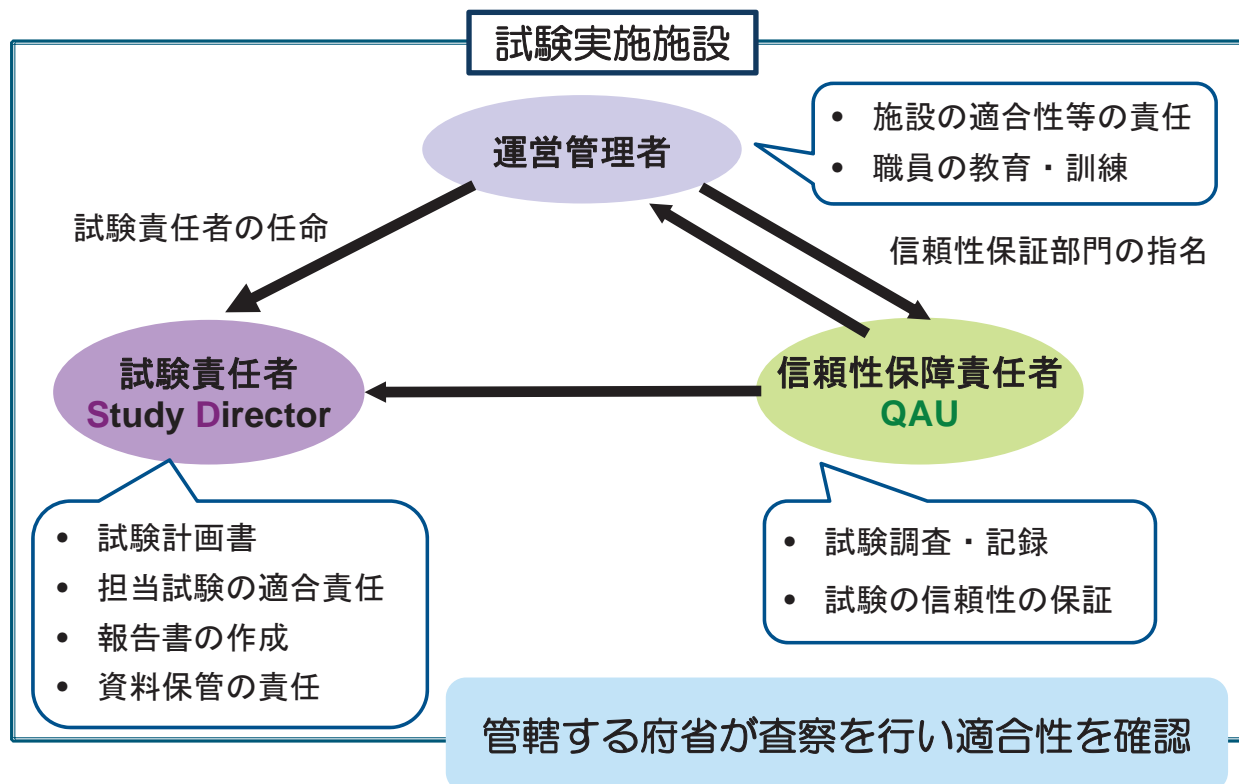 試験実施施設
運営管理者
• 施設の適合性等の責任
• 職員の教育・訓練
試験責任者の任命
信頼性保証部門の指名
試験責任者
Study Director
信頼性保障責任者
QAU
• 試験計画書
• 担当試験の適合責任
• 報告書の作成
• 資料保管の責任
• 試験調査・記録
• 試験の信頼性の保証
管轄する府省が査察を行い適合性を確認